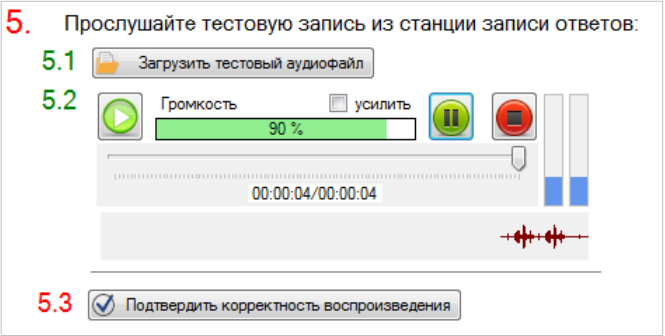 5. Прослушайте тестовую запись из станции записи ответов:
5.1 Загрузить тестовый аудиофайл
5.2 Громкость усилить
90 %
00:00:04/00:00:04
5.3 Подтвердить корректность воспроизведения